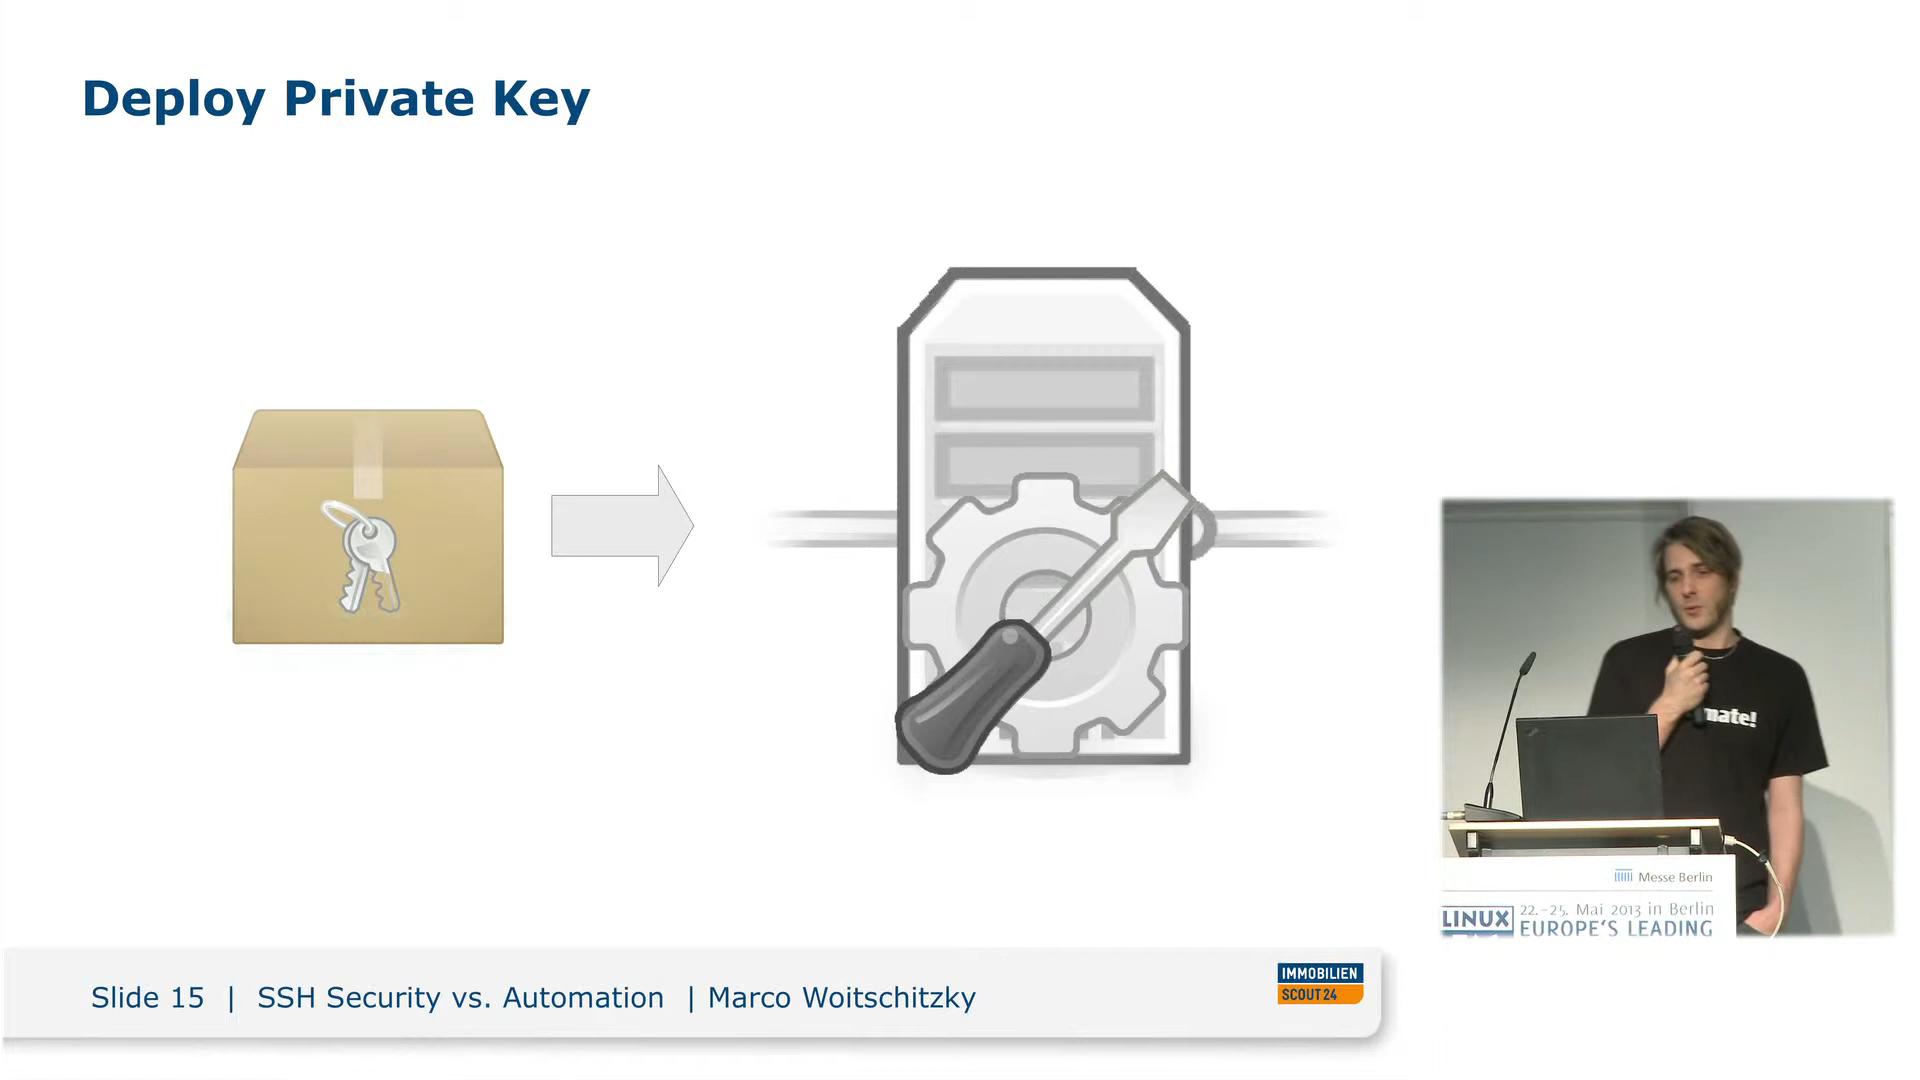 Deploy Private Key
mate!
Messe Berlin
LINUX
22.–25. Mai 2013 in Berlin
EUROPE'S LEADING
IMMOBILIEN
SCOUT24
Slide 15 | SSH Security vs. Automation | Marco Woitschitzky